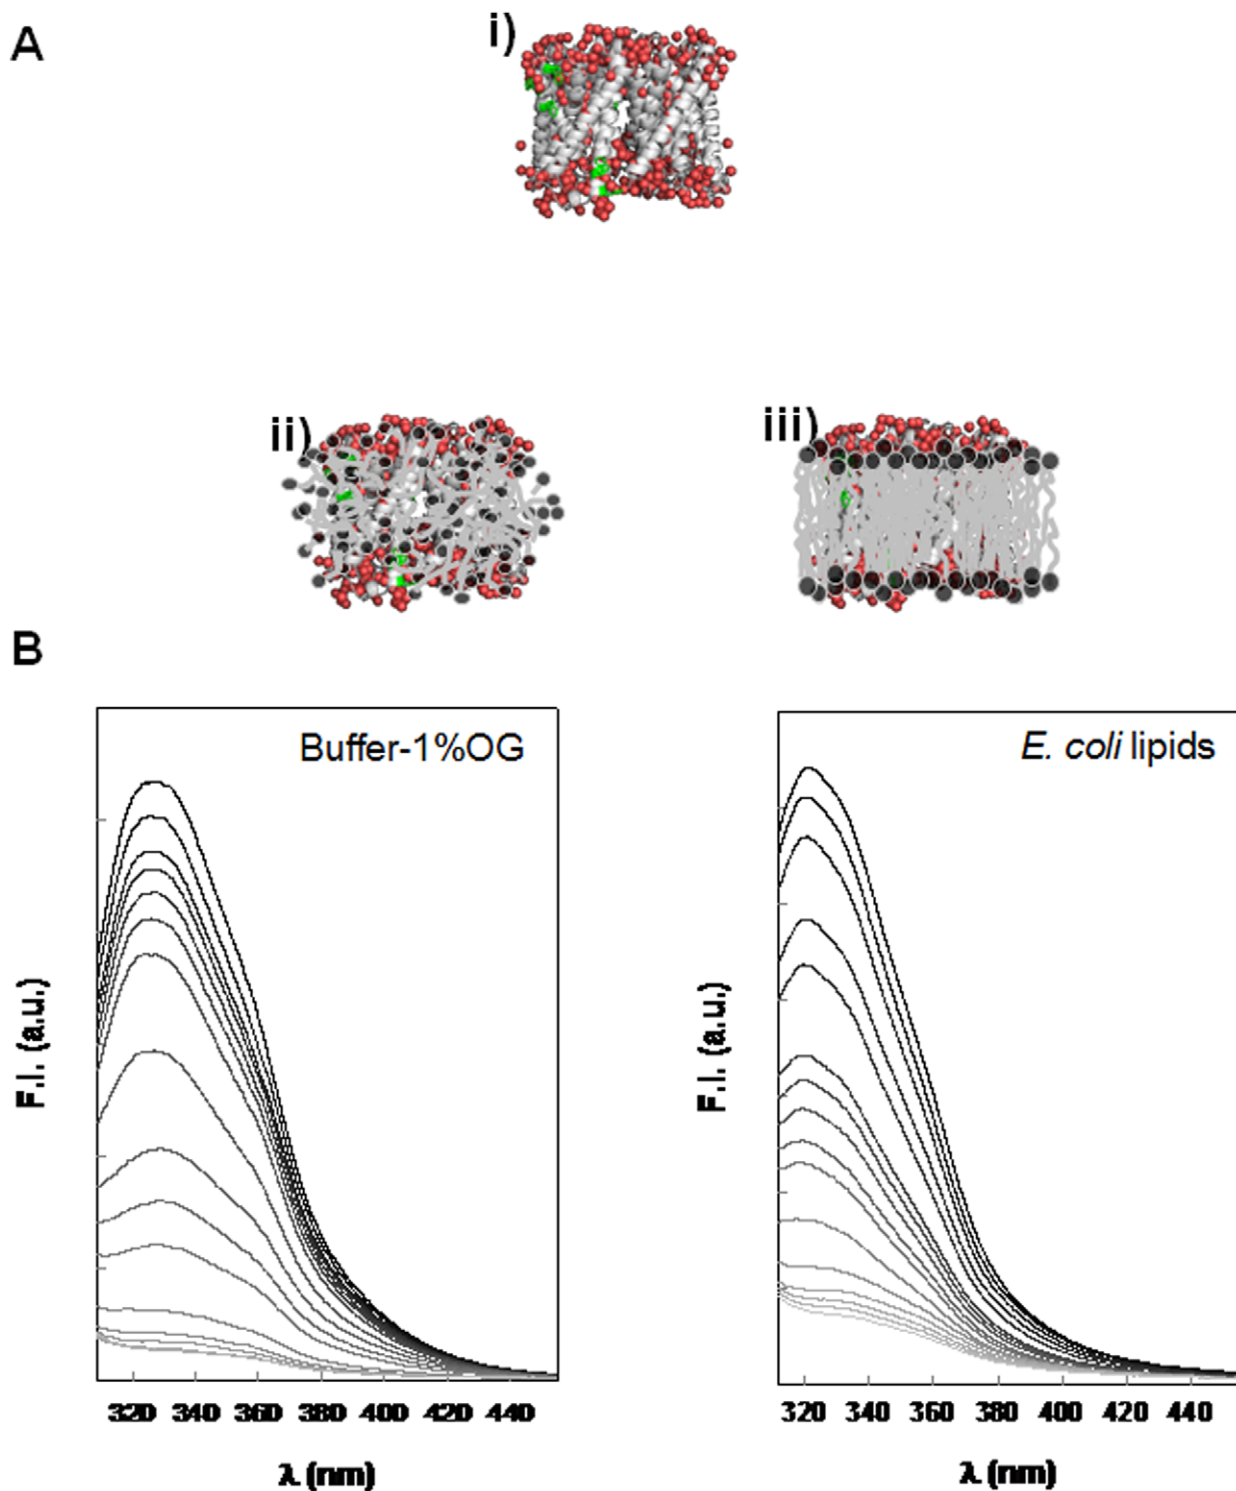 A
i)
ii)
iii)
B
Buffer-1%OG
E. coli lipids
F.I. (a.u.)
F.I. (a.u.)
320 340 360 380 400 420 440
320 340 360 380 400 420 440
λ (nm)
λ (nm)